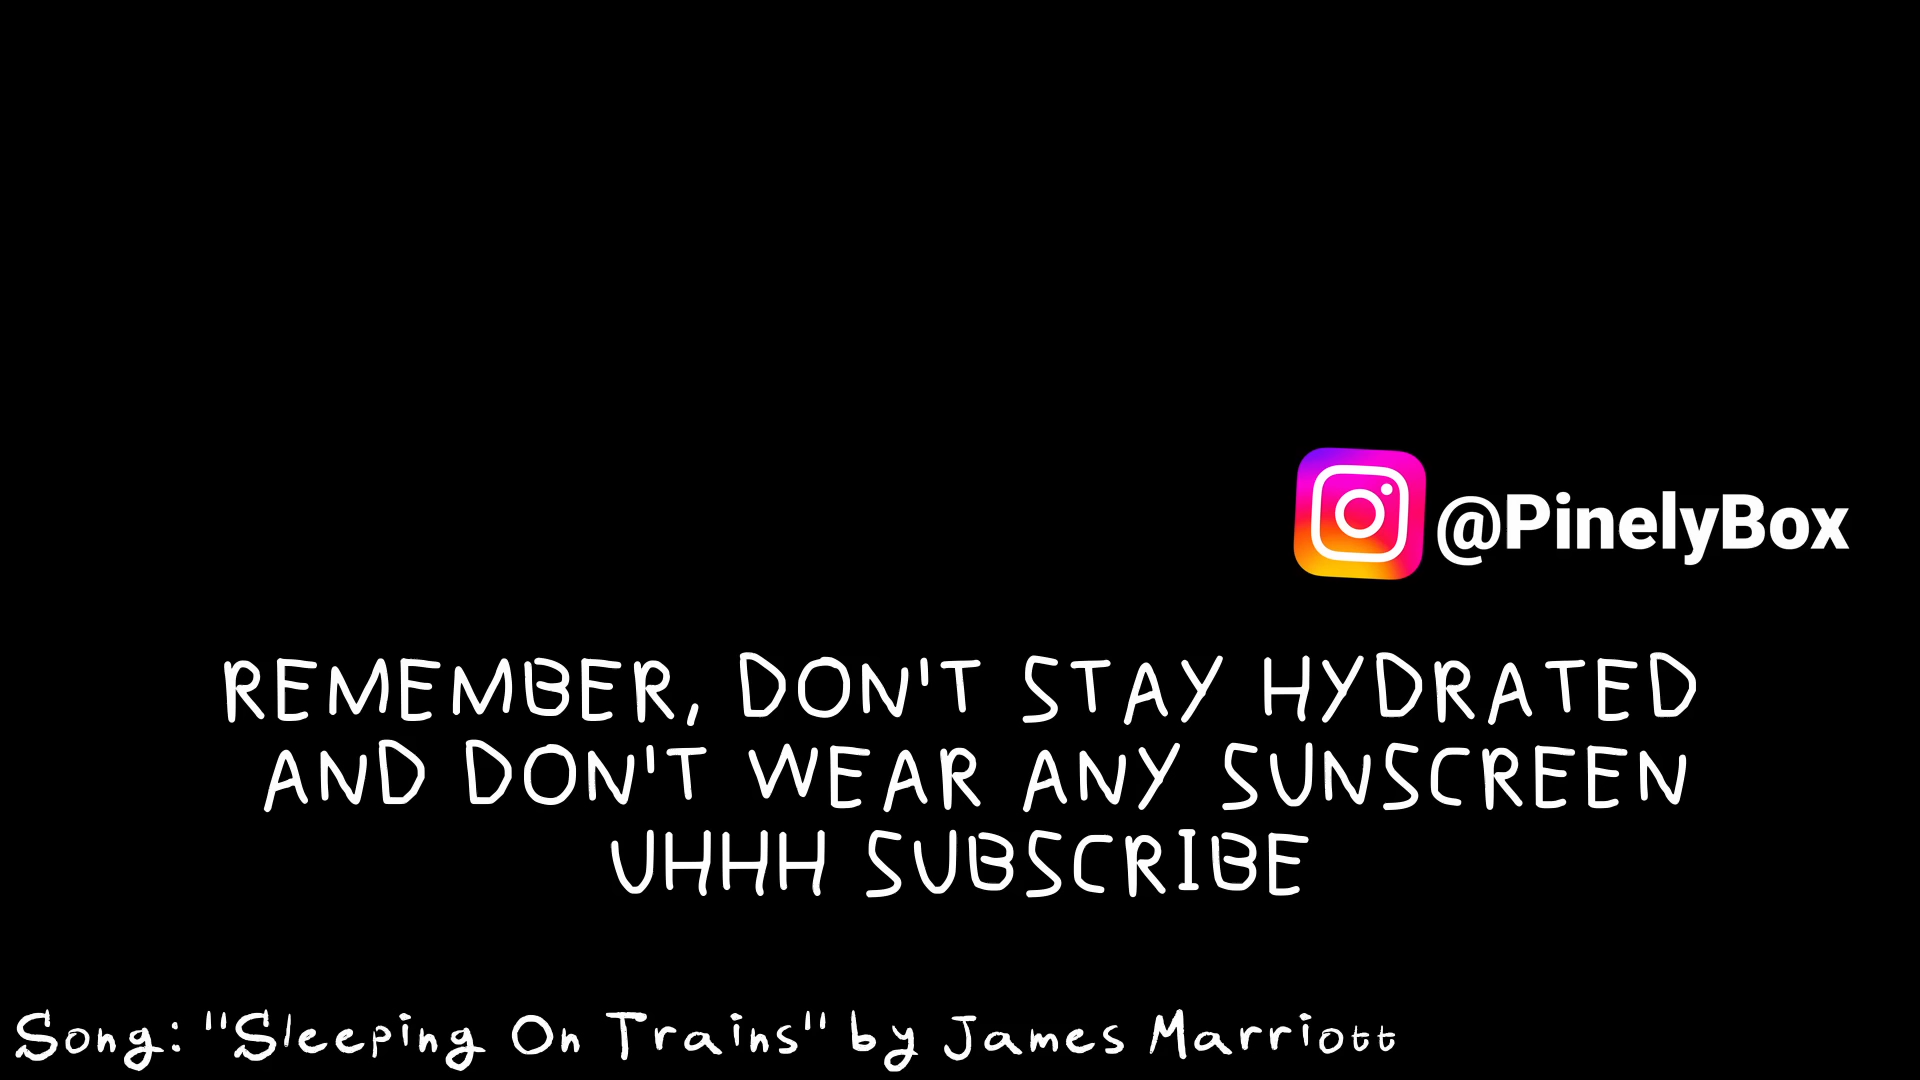 @PinelyBox
REMEMBER, DON'T STAY HYDRATED
AND DON'T WEAR ANY SUNSCREEN
UHHH SUBSCRIBE
Song: "Sleeping On Trains" by James Marriott